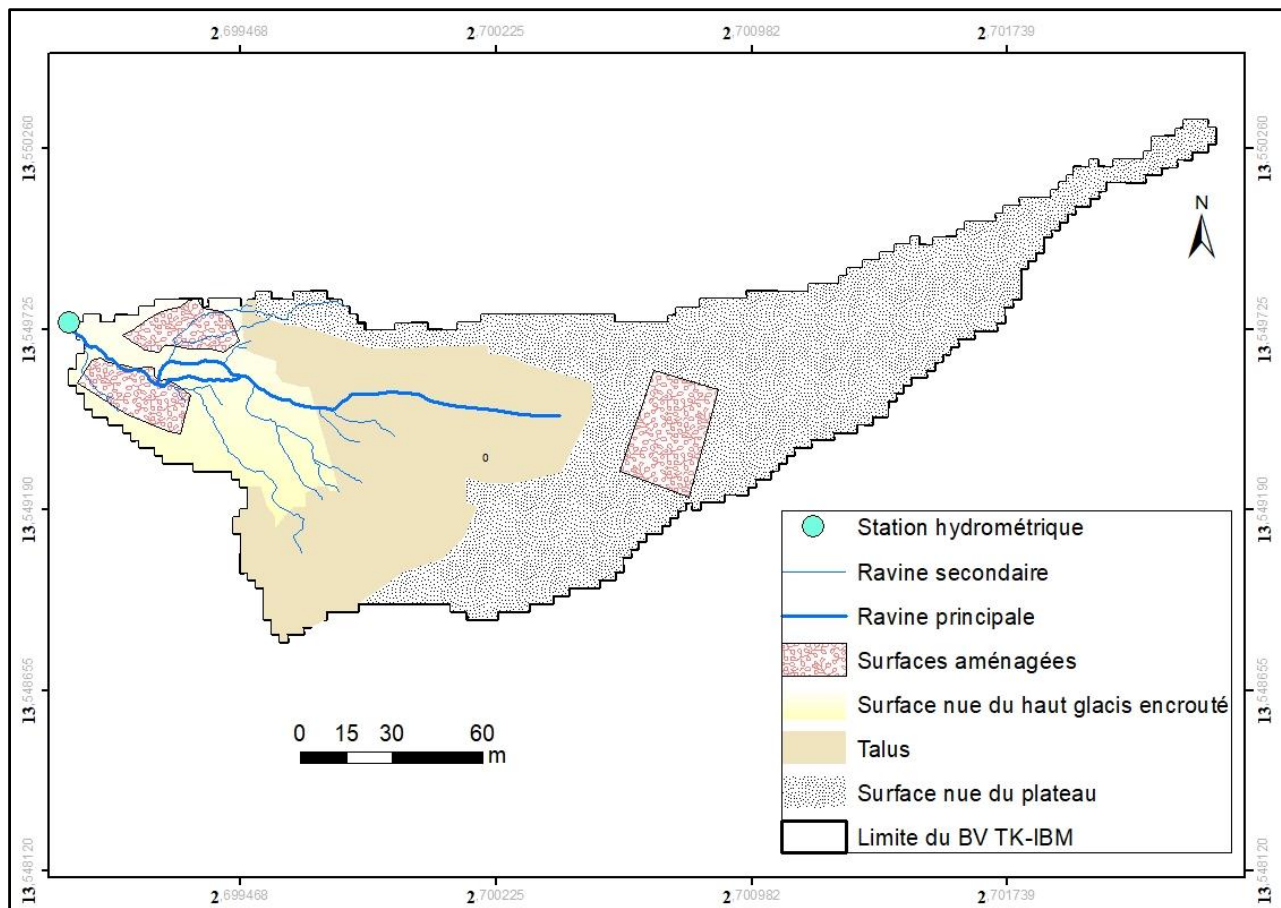 2,699468 2,700225 2,700982 2,701739
13,550260 13,550260
N
13,549725 13,549725
0
13,549190 13,549190
Station hydrométrique
Ravine secondaire
Ravine principale
Surfaces aménagées
13,548655 13,548655
Surface nue du haut glacis encrouté
0 15 30 60
m
Talus
Surface nue du plateau
Limite du BV TK-IBM
13,548120 13,548120
2,699468 2,700225 2,700982 2,701739